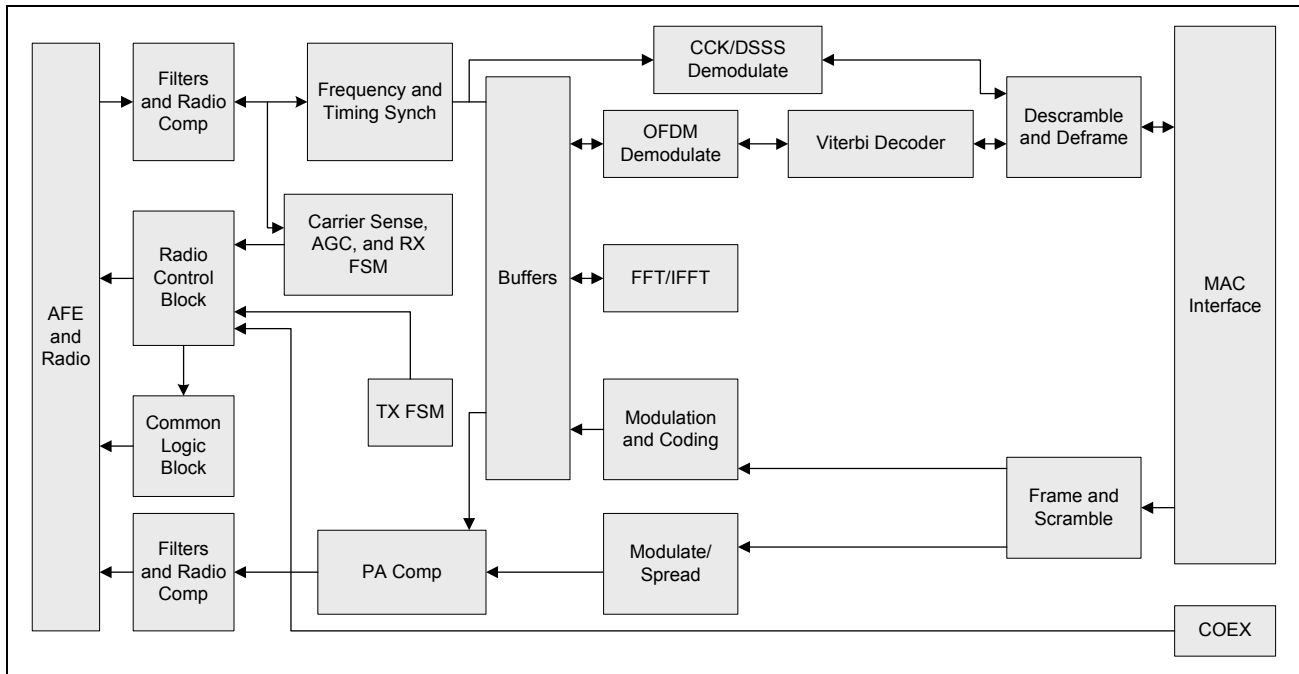 AFE
and
Radio
Filters
and Radio
Comp
Frequency and
Timing Synch
CCK/DSSS
Demodulate
OFDM
Demodulate
Viterbi Decoder
Descramble
and Deframe
MAC
Interface
Radio
Control
Block
Carrier Sense,
AGC, and RX
FSM
Buffers
FFT/IFFT
Common
Logic
Block
TX FSM
Modulation
and Coding
Frame and
Scramble
Filters
and Radio
Comp
PA Comp
Modulate/
Spread
COEX